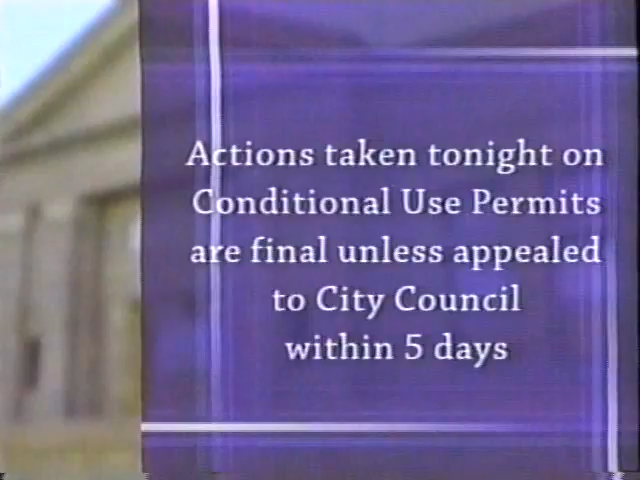 Actions taken tonight on
Conditional Use Permits
are final unless appealed
to City Council
within 5 days